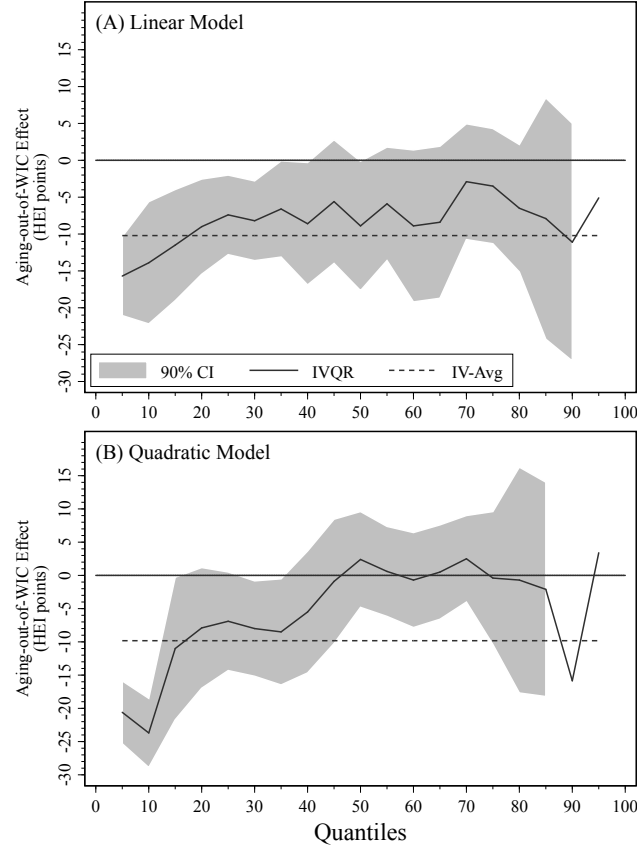 (A) Linear Model
Aging-out-of-WIC Effect
(HEI points)
15
10
5
0
-5
-10
-15
-20
-25
-30
90% CI IVQR IV-Avg
0 10 20 30 40 50 60 70 80 90 100
(B) Quadratic Model
Aging-out-of-WIC Effect
(HEI points)
15
10
5
0
-5
-10
-15
-20
-25
-30
0 10 20 30 40 50 60 70 80 90 100
Quantiles